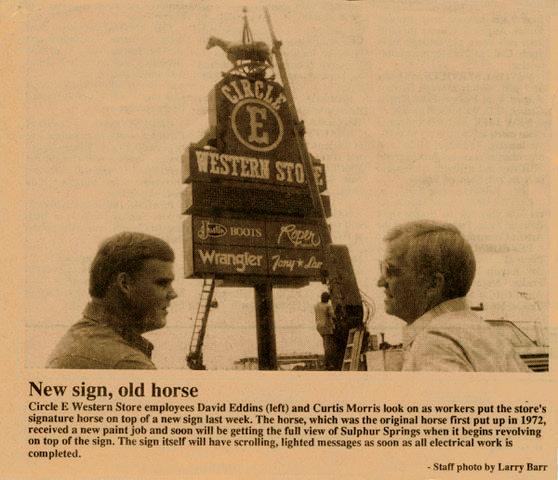 CIRCLE
E
WESTERN STORE
Justin BOOTS Roper
Wrangler Tony ★ La
New sign, old horse
Circle E Western Store employees David Eddins (left) and Curtis Morris look on as workers put the store's
signature horse on top of a new sign last week. The horse, which was the original horse first put up in 1972,
received a new paint job and soon will be getting the full view of Sulphur Springs when it begins revolving
on top of the sign. The sign itself will have scrolling, lighted messages as soon as all electrical work is
completed.
- Staff photo by Larry Barr